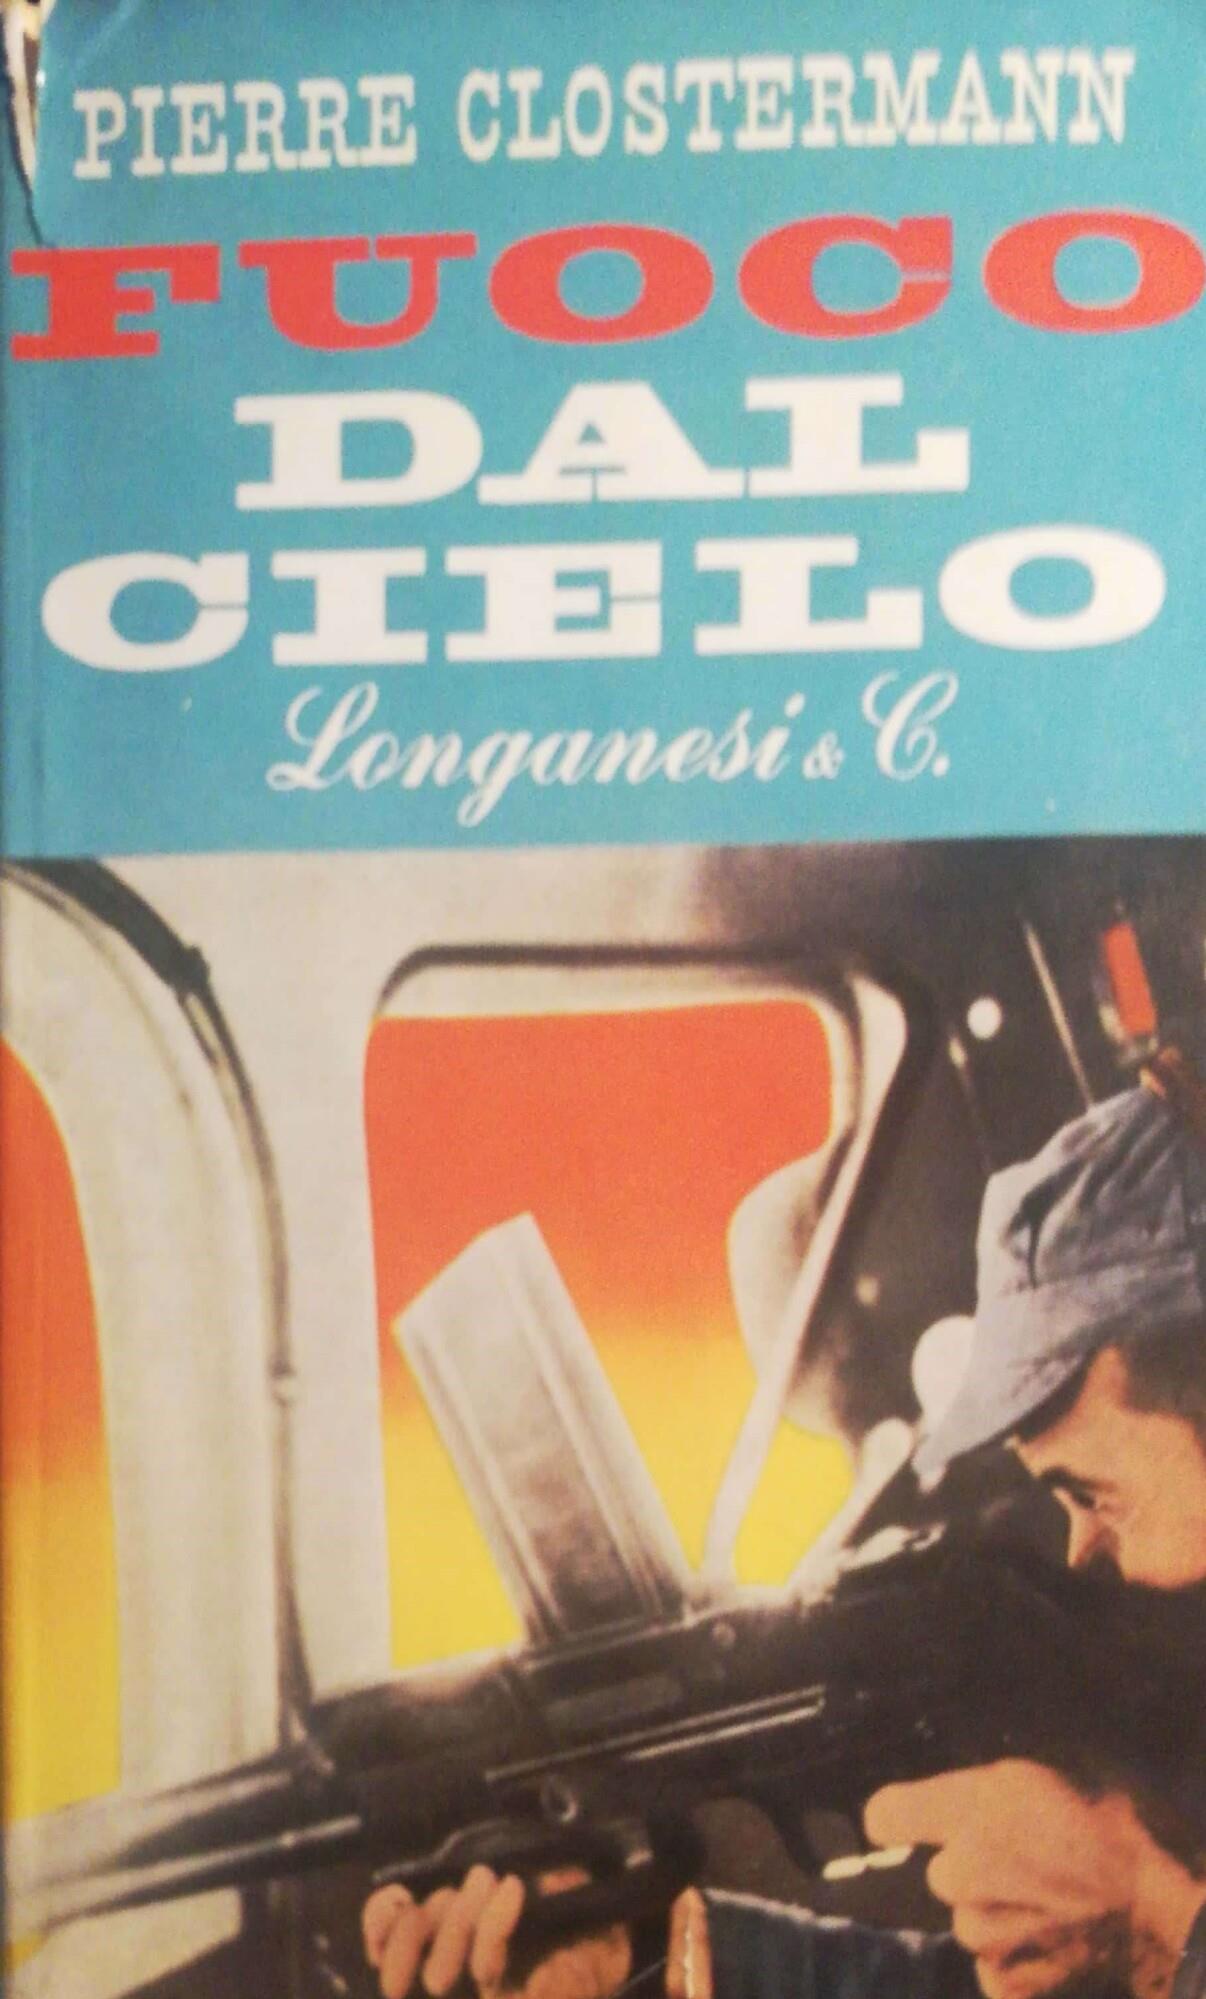 PIERRE CLOSTERMANN
FUOCO
DAL
CIELO
Longanesi & C.